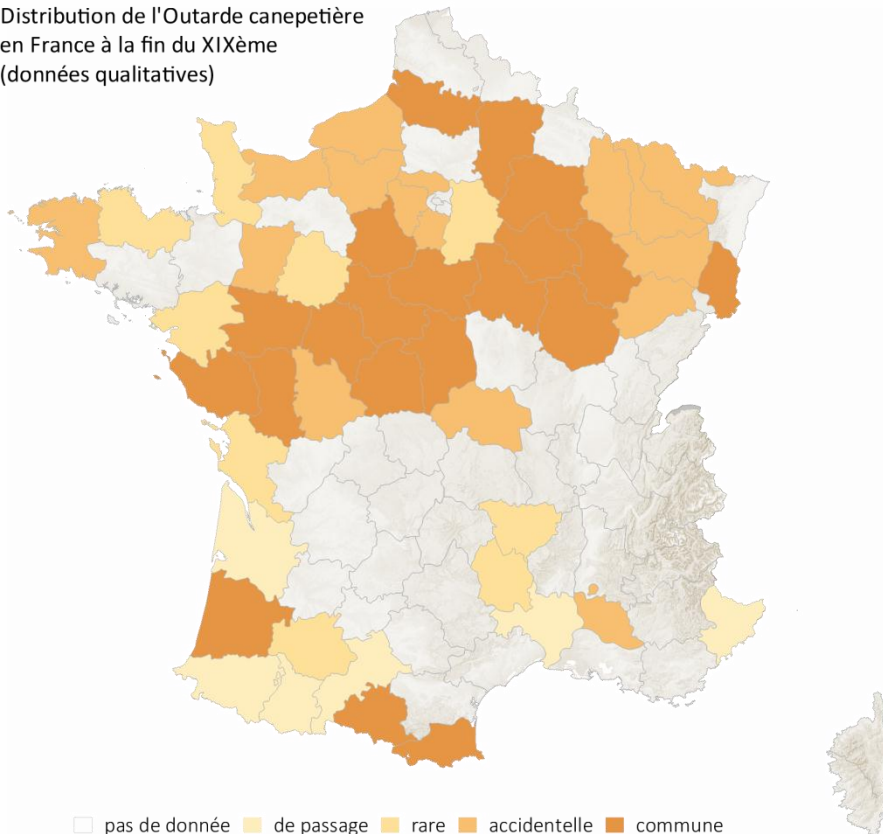 Distribution de l'Outarde canepetière
en France à la fin du XIXème
(données qualitatives)
pas de donnée de passage rare accidentelle commune